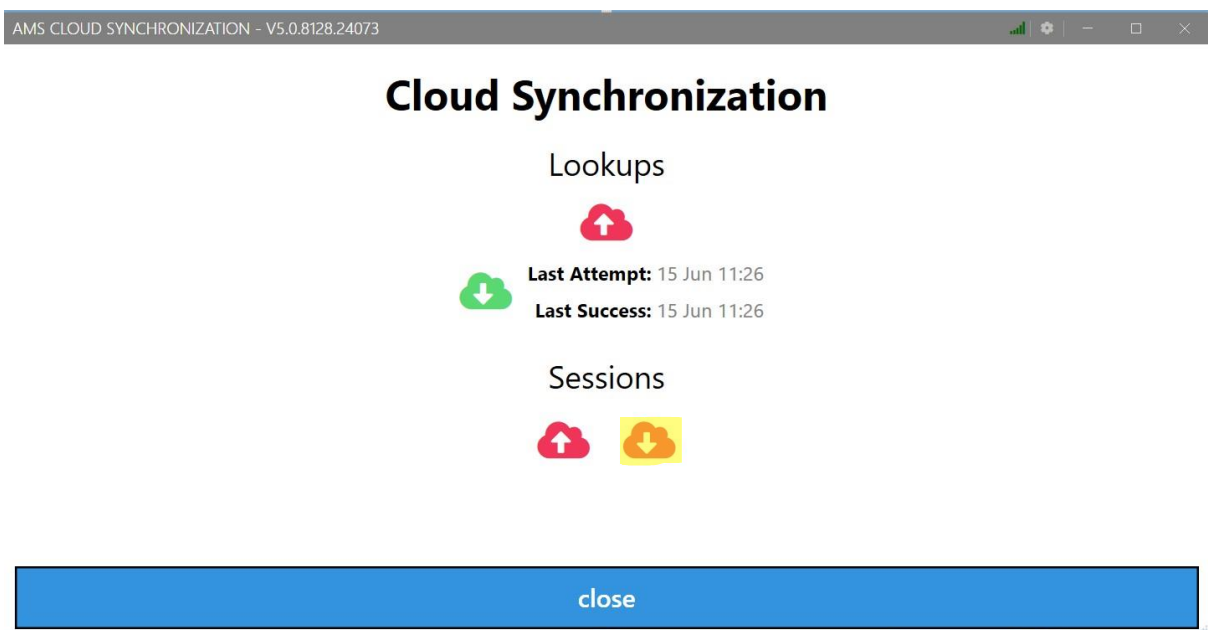 AMS CLOUD SYNCHRONIZATION - V5.0.8128.24073
Cloud Synchronization
Lookups
Last Attempt: 15 Jun 11:26
Last Success: 15 Jun 11:26
Sessions
close